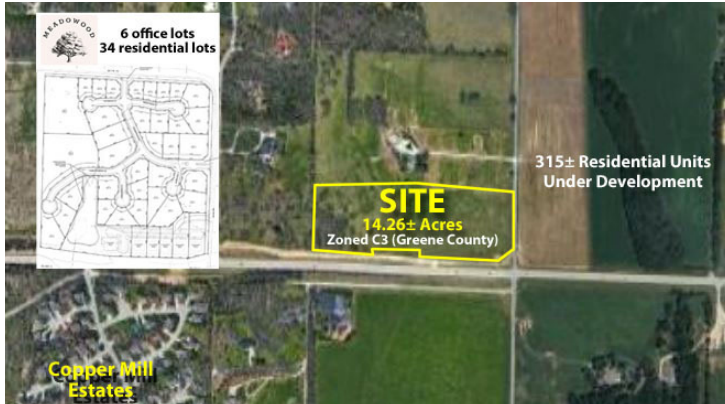 MEADOWOOD
6 office lots
34 residential lots
315± Residential Units
Under Development
SITE
14.26± Acres
Zoned C3 (Greene County)
Copper Mill
Estates